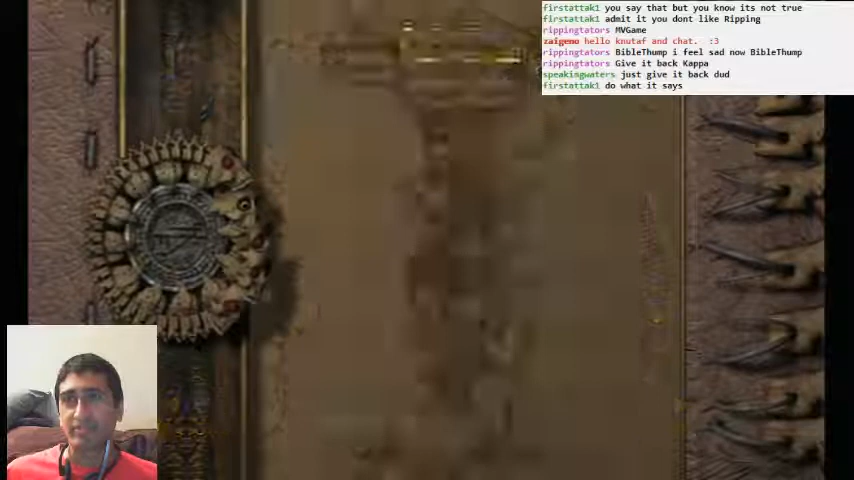 firstattak1 you say that but you know its not true
firstattak1 admit it you dont like Ripping
rippingtators MVGame
zaigemo hello knutaf and chat. :3
rippingtators BibleThump i feel sad now BibleThump
rippingtators Give it back Kappa
speakingwaters just give it back dud
firstattak1 do what it says